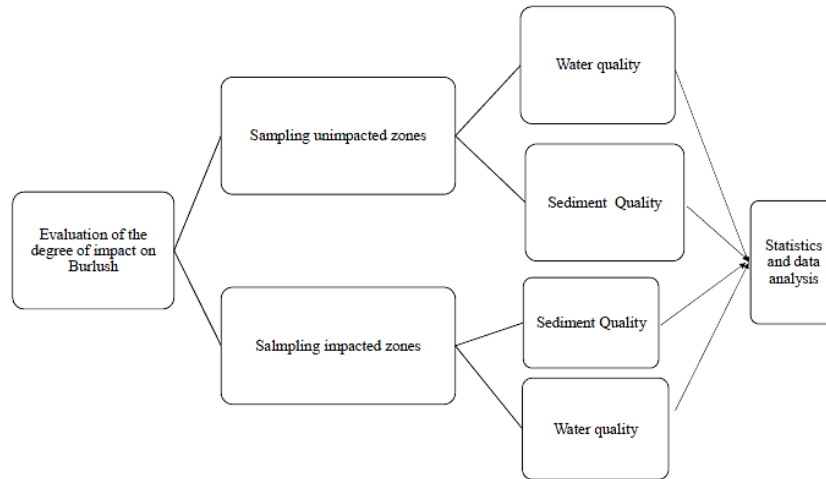 Water quality
Sampling unimpacted zones
Sediment  Quality
Evaluation of the
degree of impact on
Burlush
Statistics
and data
analysis
Sediment Quality
Salmpling impacted zones
Water quality